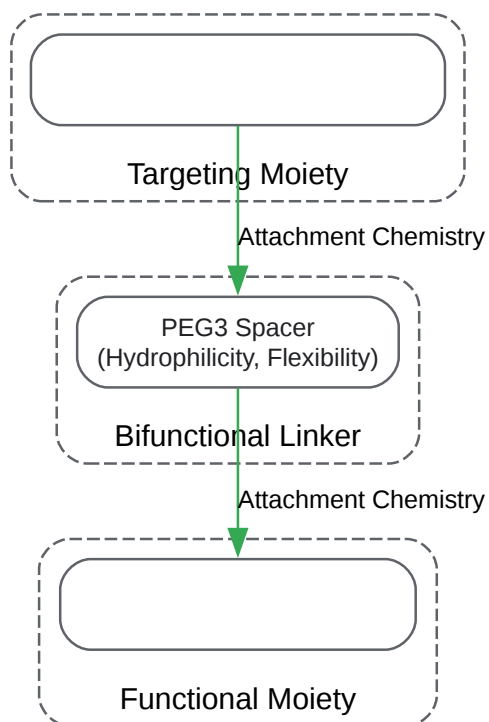 Targeting Moiety
Attachment Chemistry
PEG3 Spacer
(Hydrophilicity, Flexibility)
Bifunctional Linker
Attachment Chemistry
Functional Moiety